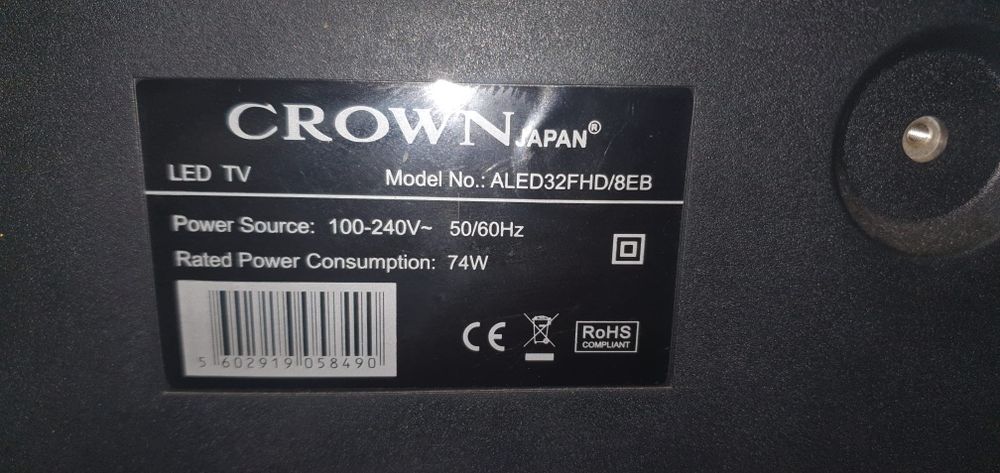 CROWN JAPAN®
LED TV Model No.: ALED32FHD/8EB
Power Source: 100-240V~ 50/60Hz
Rated Power Consumption: 74W
CE RoHS
COMPLIANT
5 602919 058490